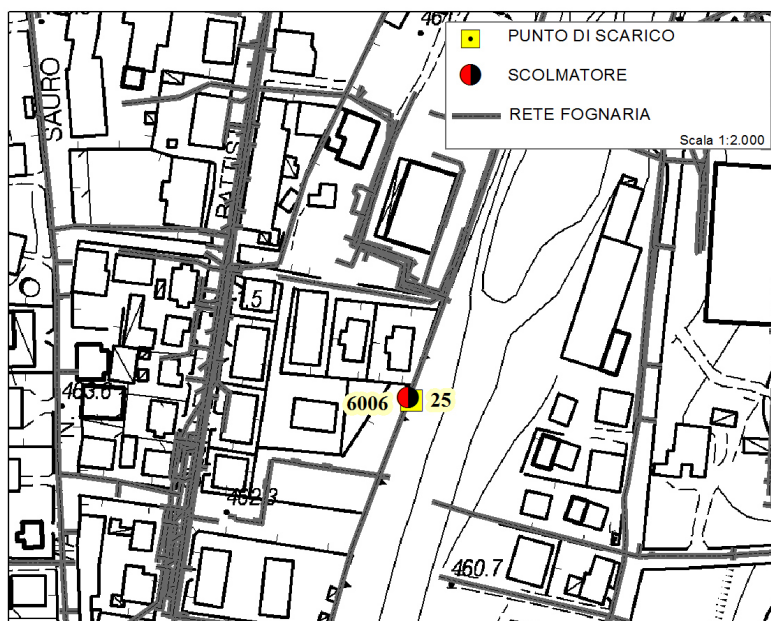 PUNTO DI SCARICO
SCOLMATORE
RETE FOGNARIA
Scala 1:2.000
SAURO
BATTISTI
463.6
6006
25
462.3
460.7
N.